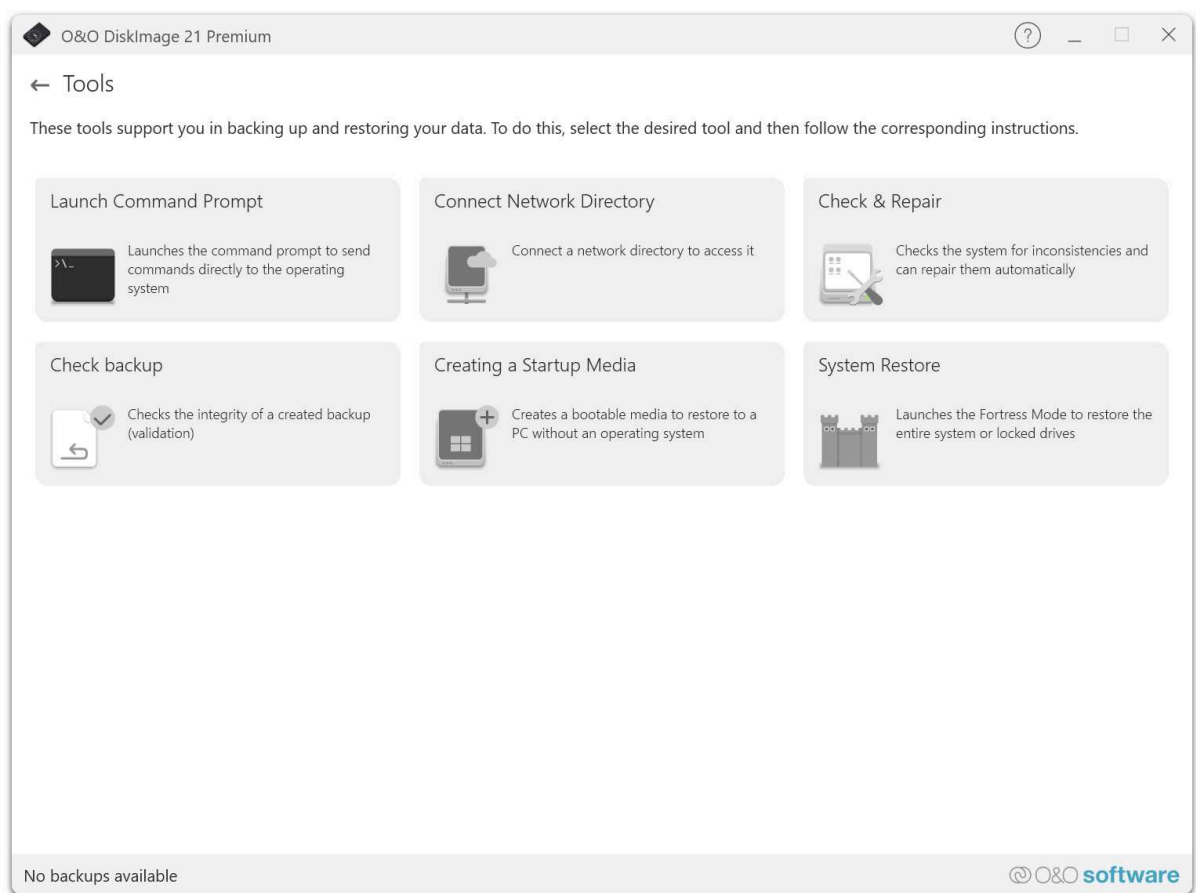 O&O DiskImage 21 Premium
?
← Tools
These tools support you in backing up and restoring your data. To do this, select the desired tool and then follow the corresponding instructions.
Launch Command Prompt
>\_
Launches the command prompt to send
commands directly to the operating
system
Connect Network Directory
Connect a network directory to access it
Check & Repair
Checks the system for inconsistencies and
can repair them automatically
Check backup
Checks the integrity of a created backup
(validation)
Creating a Startup Media
Creates a bootable media to restore to a
PC without an operating system
System Restore
Launches the Fortress Mode to restore the
entire system or locked drives
No backups available
O&O software